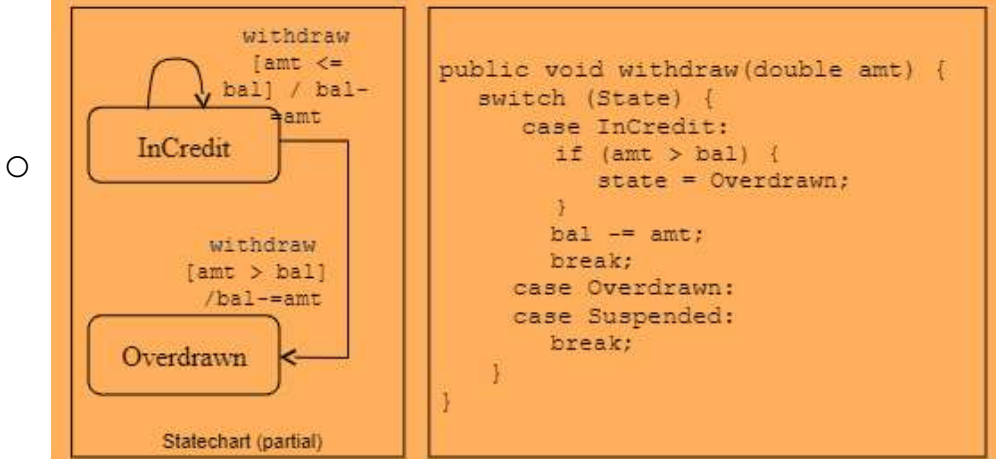 withdraw
[amt <=
bal] / bal-
=amt
InCredit
withdraw
[amt > bal]
/bal-=amt
Overdrawn
Statechart (partial)
public void withdraw(double amt) {
switch (State) {
case InCredit:
if (amt > bal) {
state = Overdrawn;
}
bal -= amt;
break;
case Overdrawn:
case Suspended:
break;
}
}